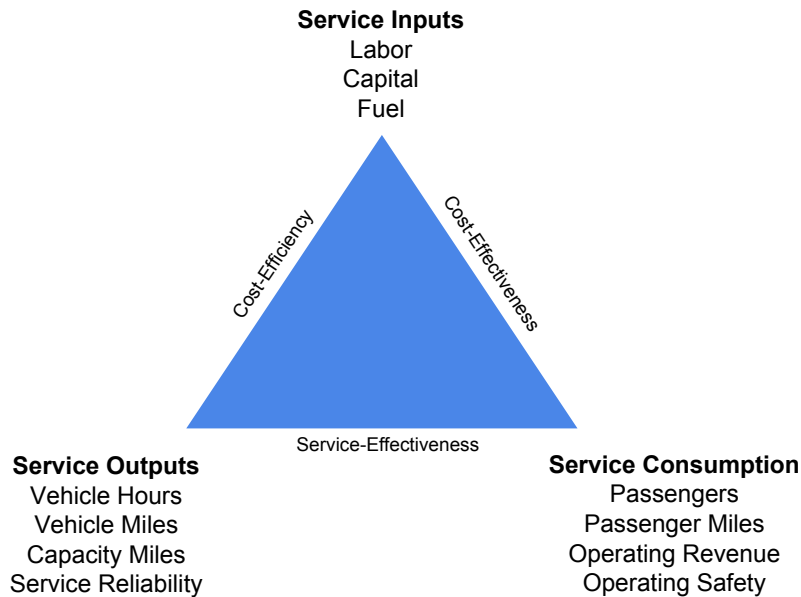 Service Inputs
Labor
Capital
Fuel
Cost-Efficiency
Cost-Effectiveness
Service-Effectiveness
Service Outputs
Vehicle Hours
Vehicle Miles
Capacity Miles
Service Reliability
Service Consumption
Passengers
Passenger Miles
Operating Revenue
Operating Safety